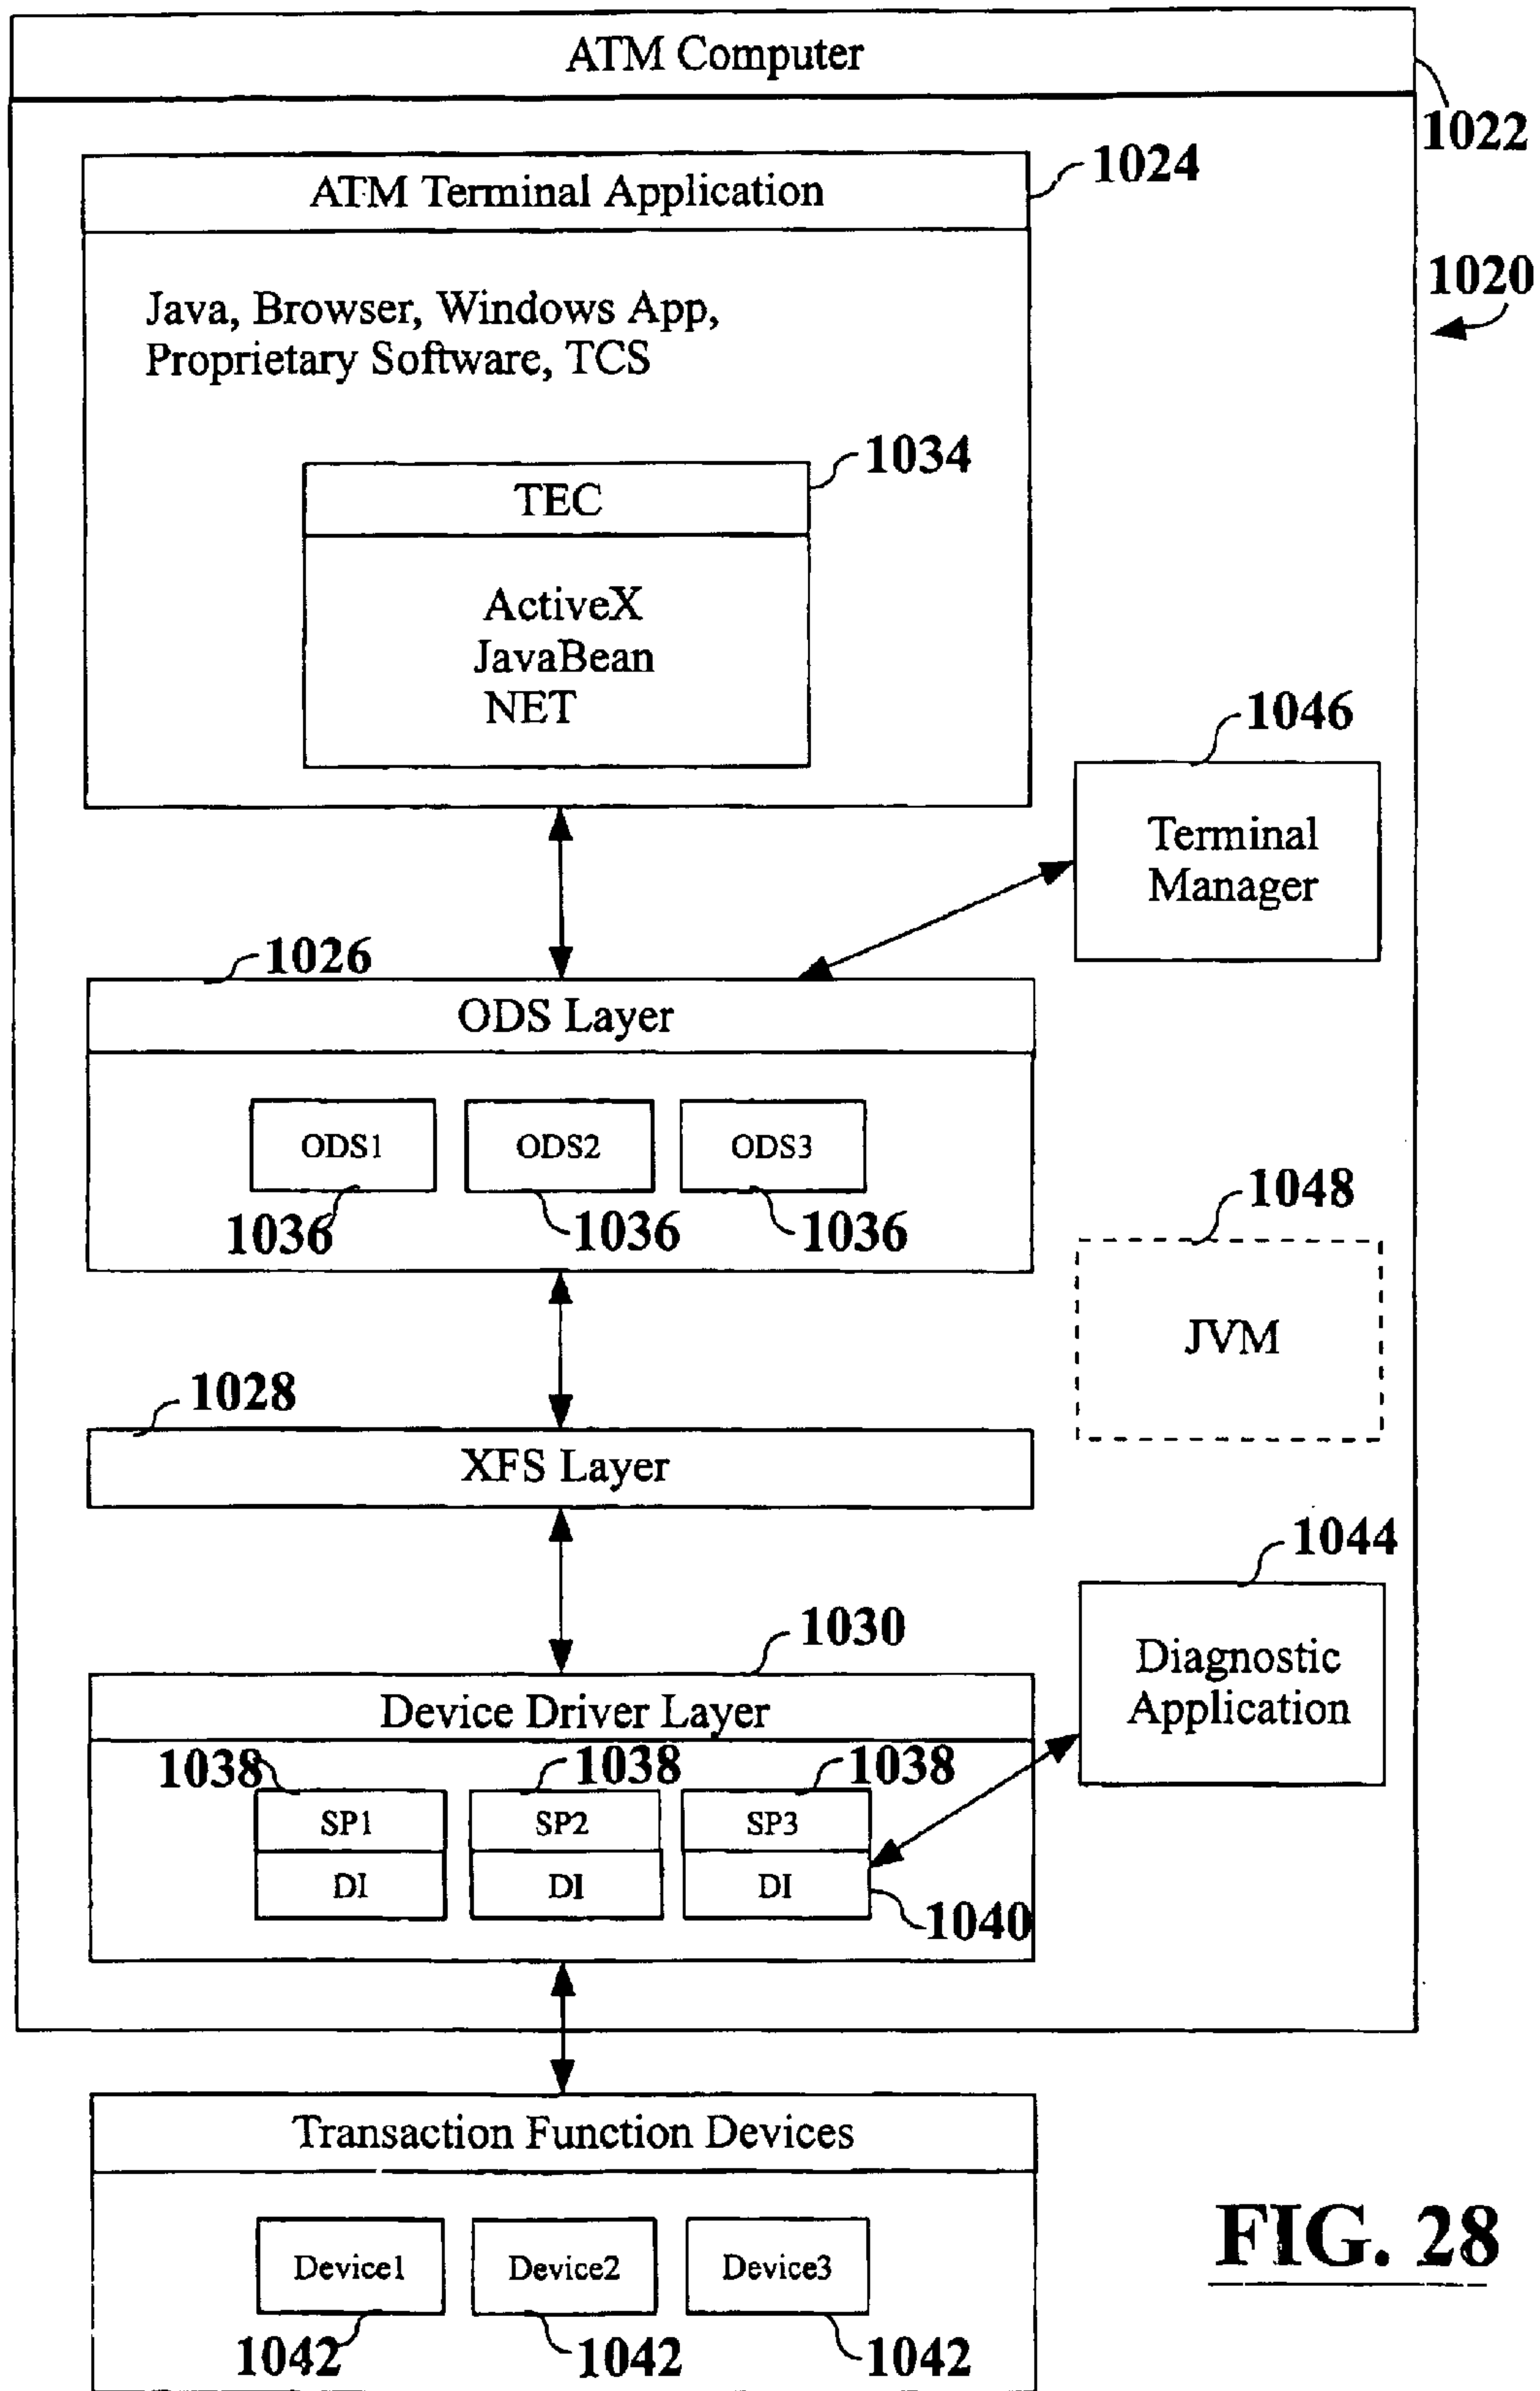 ATM Computer
1022
ATM Terminal Application
1024
1020
Java, Browser, Windows App,
Proprietary Software, TCS
1034
TEC
ActiveX
JavaBean
NET
1046
Terminal
Manager
1026
ODS Layer
ODS1 ODS2 ODS3
1036 1036 1036
1048
JVM
1028
XFS Layer
1044
Diagnostic
Application
1030
Device Driver Layer
1038 1038 1038
SP1 SP2 SP3
DI DI DI
1040
Transaction Function Devices
Device1 Device2 Device3
1042 1042 1042
FIG. 28